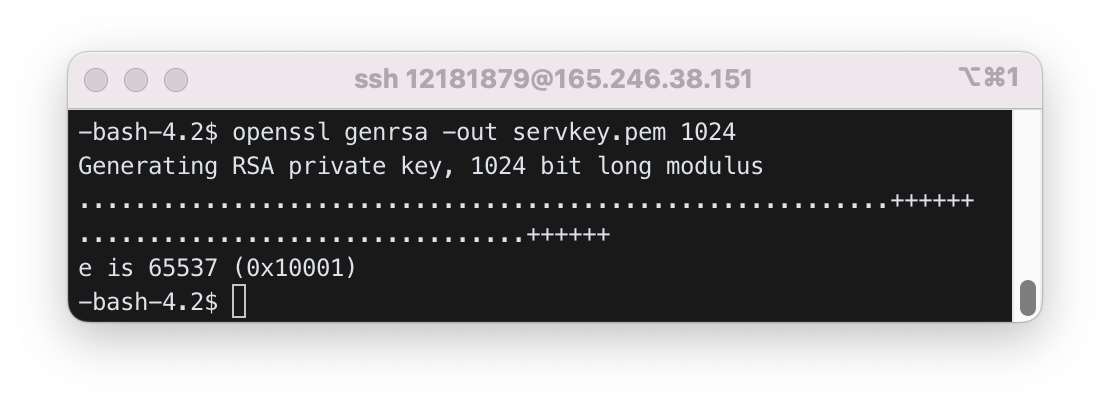 ssh 12181879@165.246.38.151
⌥⌘1
-bash-4.2$ openssl genrsa -out servkey.pem 1024
Generating RSA private key, 1024 bit long modulus
..........................................................++++++
................................++++++
e is 65537 (0x10001)
-bash-4.2$